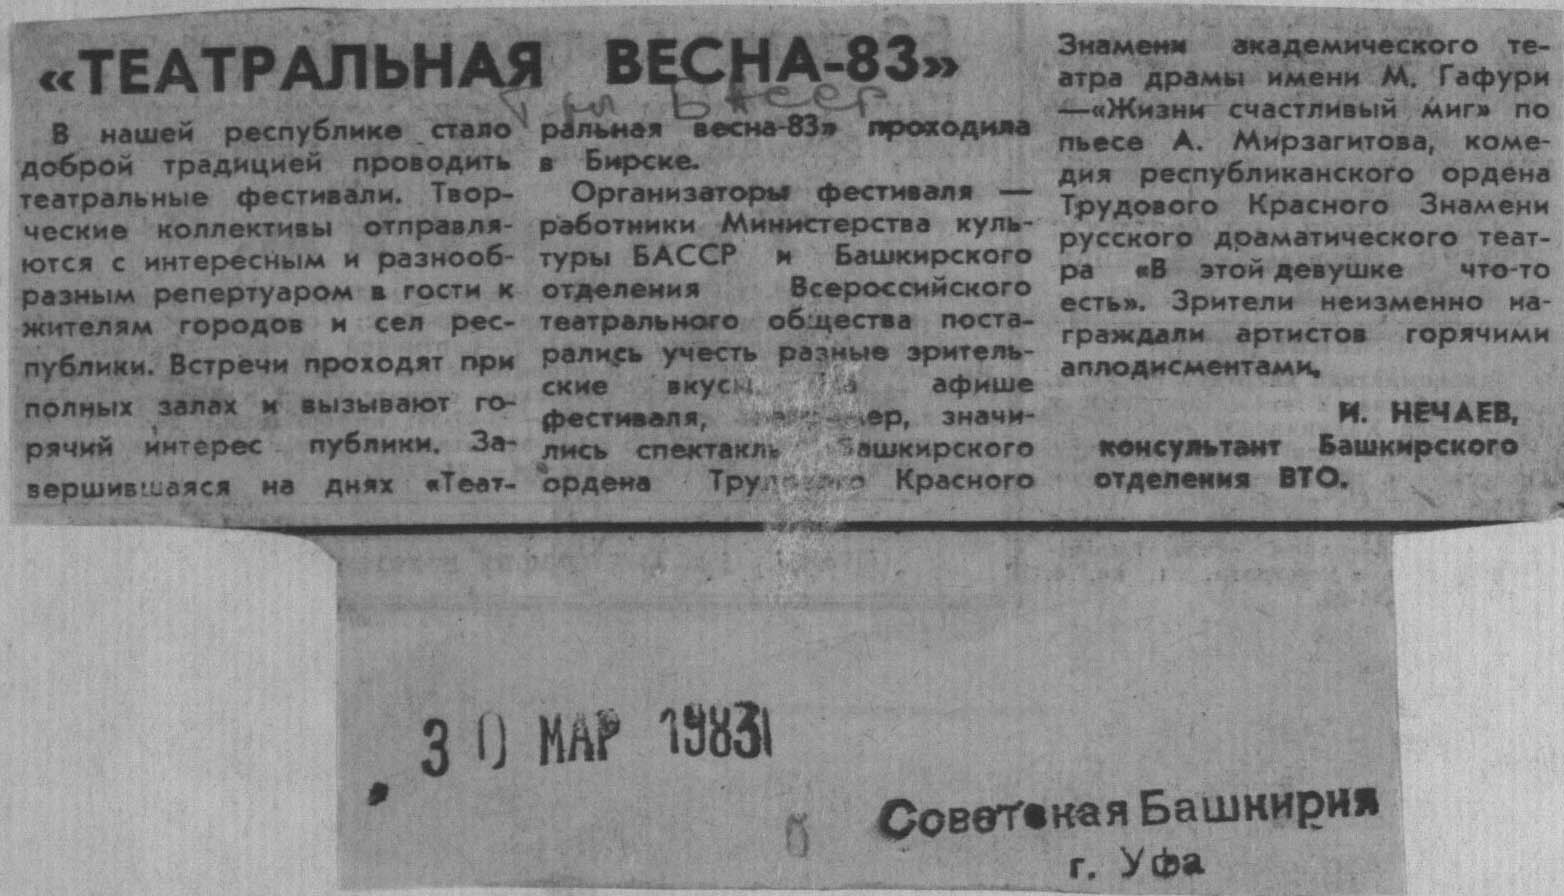 «ТЕАТРАЛЬНАЯ ВЕСНА-83»
В нашей республике стало
доброй традицией проводить
театральные фестивали. Твор-
ческие коллективы отправля-
ются с интересным и разнооб-
разным репертуаром в гости к
жителям городов и сел рес-
публики. Встречи проходят при
полных залах и вызывают го-
рячий интерес публики. За-
вершившаяся на днях «Теат-
ральная весна-83» проходила
в Бирске.
Организаторы фестиваля —
работники Министерства куль-
туры БАССР и Башкирского
отделения Всероссийского
театрального общества поста-
рались учесть разные зритель-
ские вкусы. афише
фестиваля, значи-
лись спектакль Башкирского
ордена Трудового Красного
Знамени академического те-
атра драмы имени М. Гафури
—«Жизни счастливый миг» по
пьесе А. Мирзагитова, коме-
дия республиканского ордена
Трудового Красного Знамени
русского драматического теат-
ра «В этой девушке что-то
есть». Зрители неизменно на-
граждали артистов горячими
аплодисментами.
И. НЕЧАЕВ,
консультант Башкирского
отделения ВТО.
БАССР
30 МАР 1983
Советская Башкирия
г. Уфа